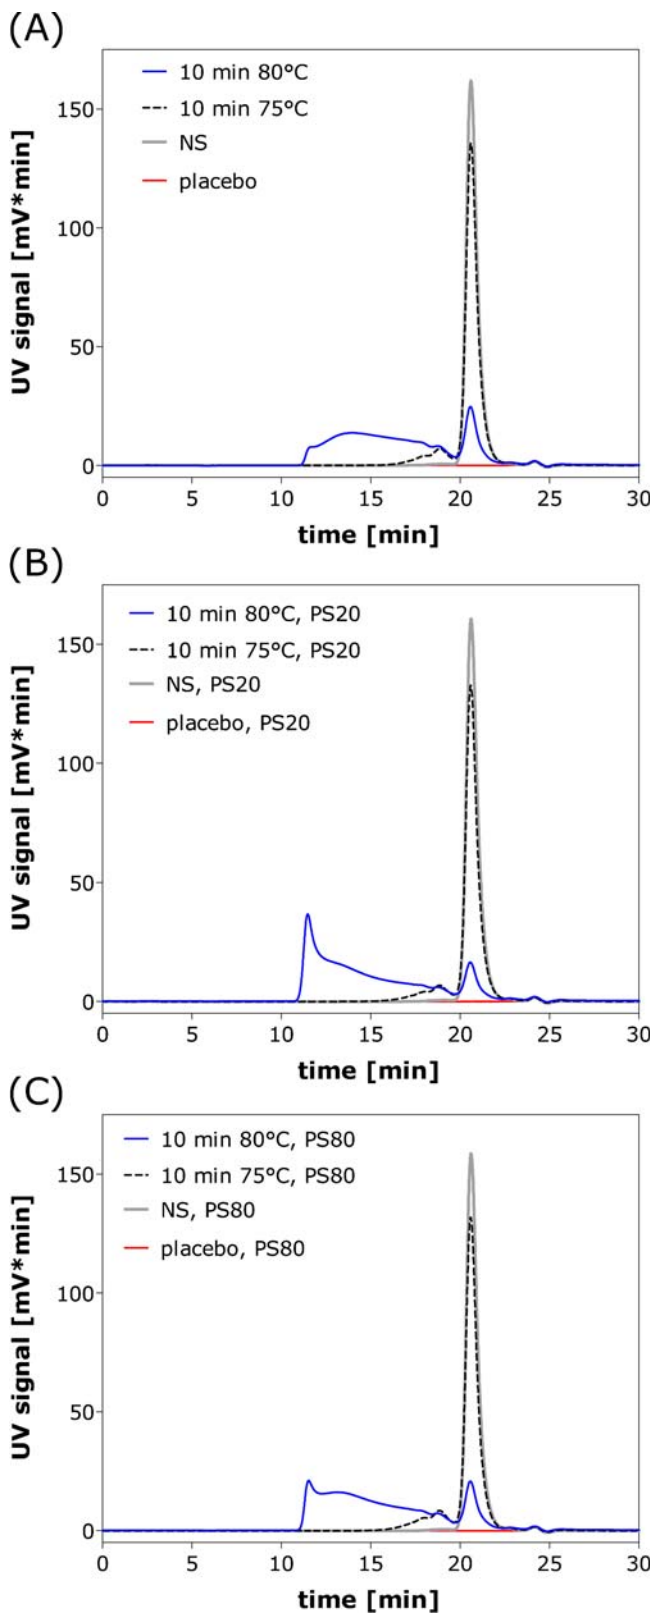 (A)
10 min 80°C
10 min 75°C
NS
placebo
UV signal [mV*min]
150
100
50
0
0 5 10 15 20 25 30
time [min]
(B)
10 min 80°C, PS20
10 min 75°C, PS20
NS, PS20
placebo, PS20
UV signal [mV*min]
150
100
50
0
0 5 10 15 20 25 30
time [min]
(C)
10 min 80°C, PS80
10 min 75°C, PS80
NS, PS80
placebo, PS80
UV signal [mV*min]
150
100
50
0
0 5 10 15 20 25 30
time [min]